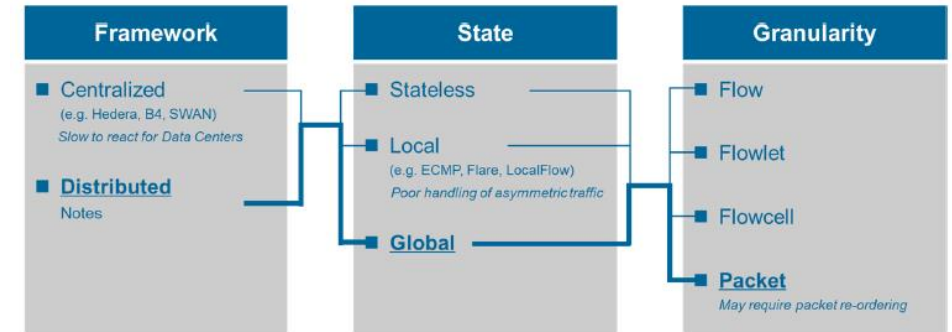 Framework
Centralized
(e.g. Hedera, B4, SWAN)
Slow to react for Data Centers
Distributed
Notes
State
Stateless
Local
(e.g. ECMP, Flare, LocalFlow)
Poor handling of asymmetric traffic
Global
Granularity
Flow
Flowlet
Flowcell
Packet
May require packet re-ordering